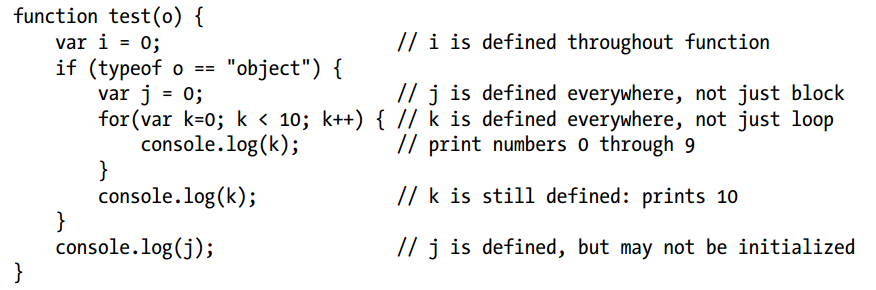 function test(o) {
    var i = 0;                      // i is defined throughout function
    if (typeof o == "object") {
        var j = 0;                  // j is defined everywhere, not just block
        for(var k=0; k < 10; k++) { // k is defined everywhere, not just loop
            console.log(k);         // print numbers 0 through 9
        }
        console.log(k);             // k is still defined: prints 10
    }
    console.log(j);                 // j is defined, but may not be initialized
}